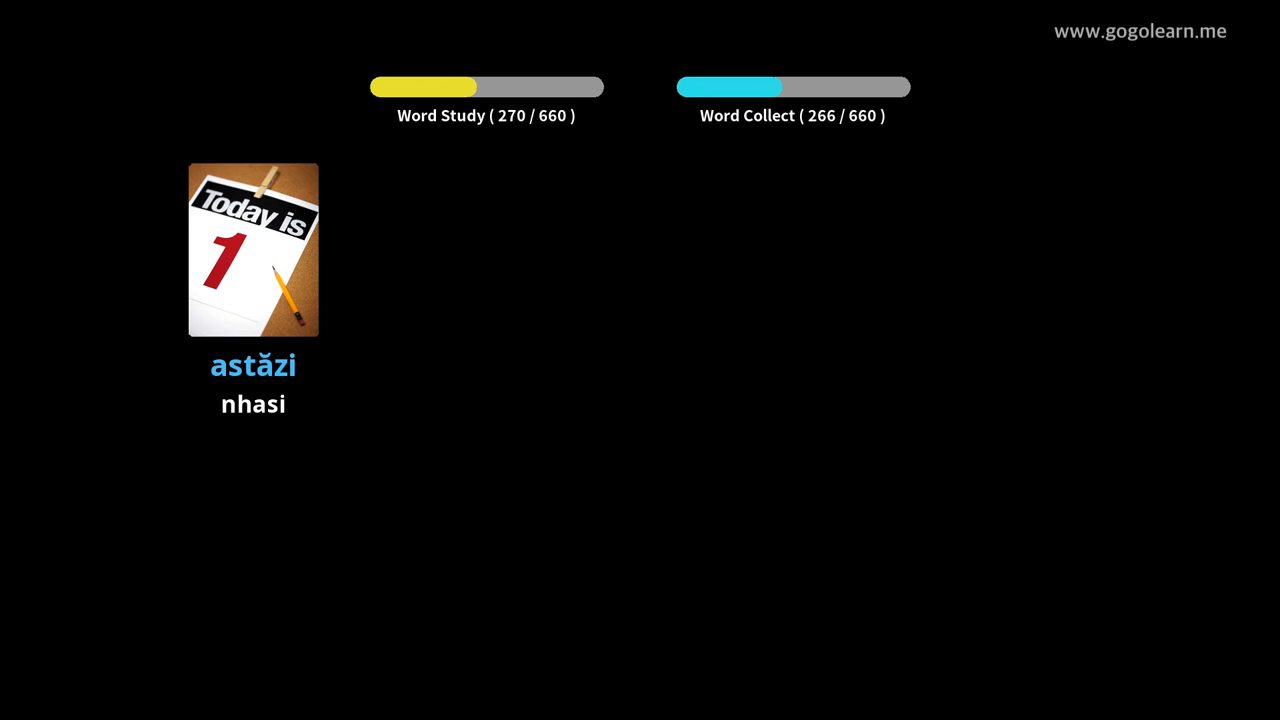 www.gogolearn.me
Word Study ( 270 / 660 )
Word Collect ( 266 / 660 )
Today is
1
astăzi
nhasi